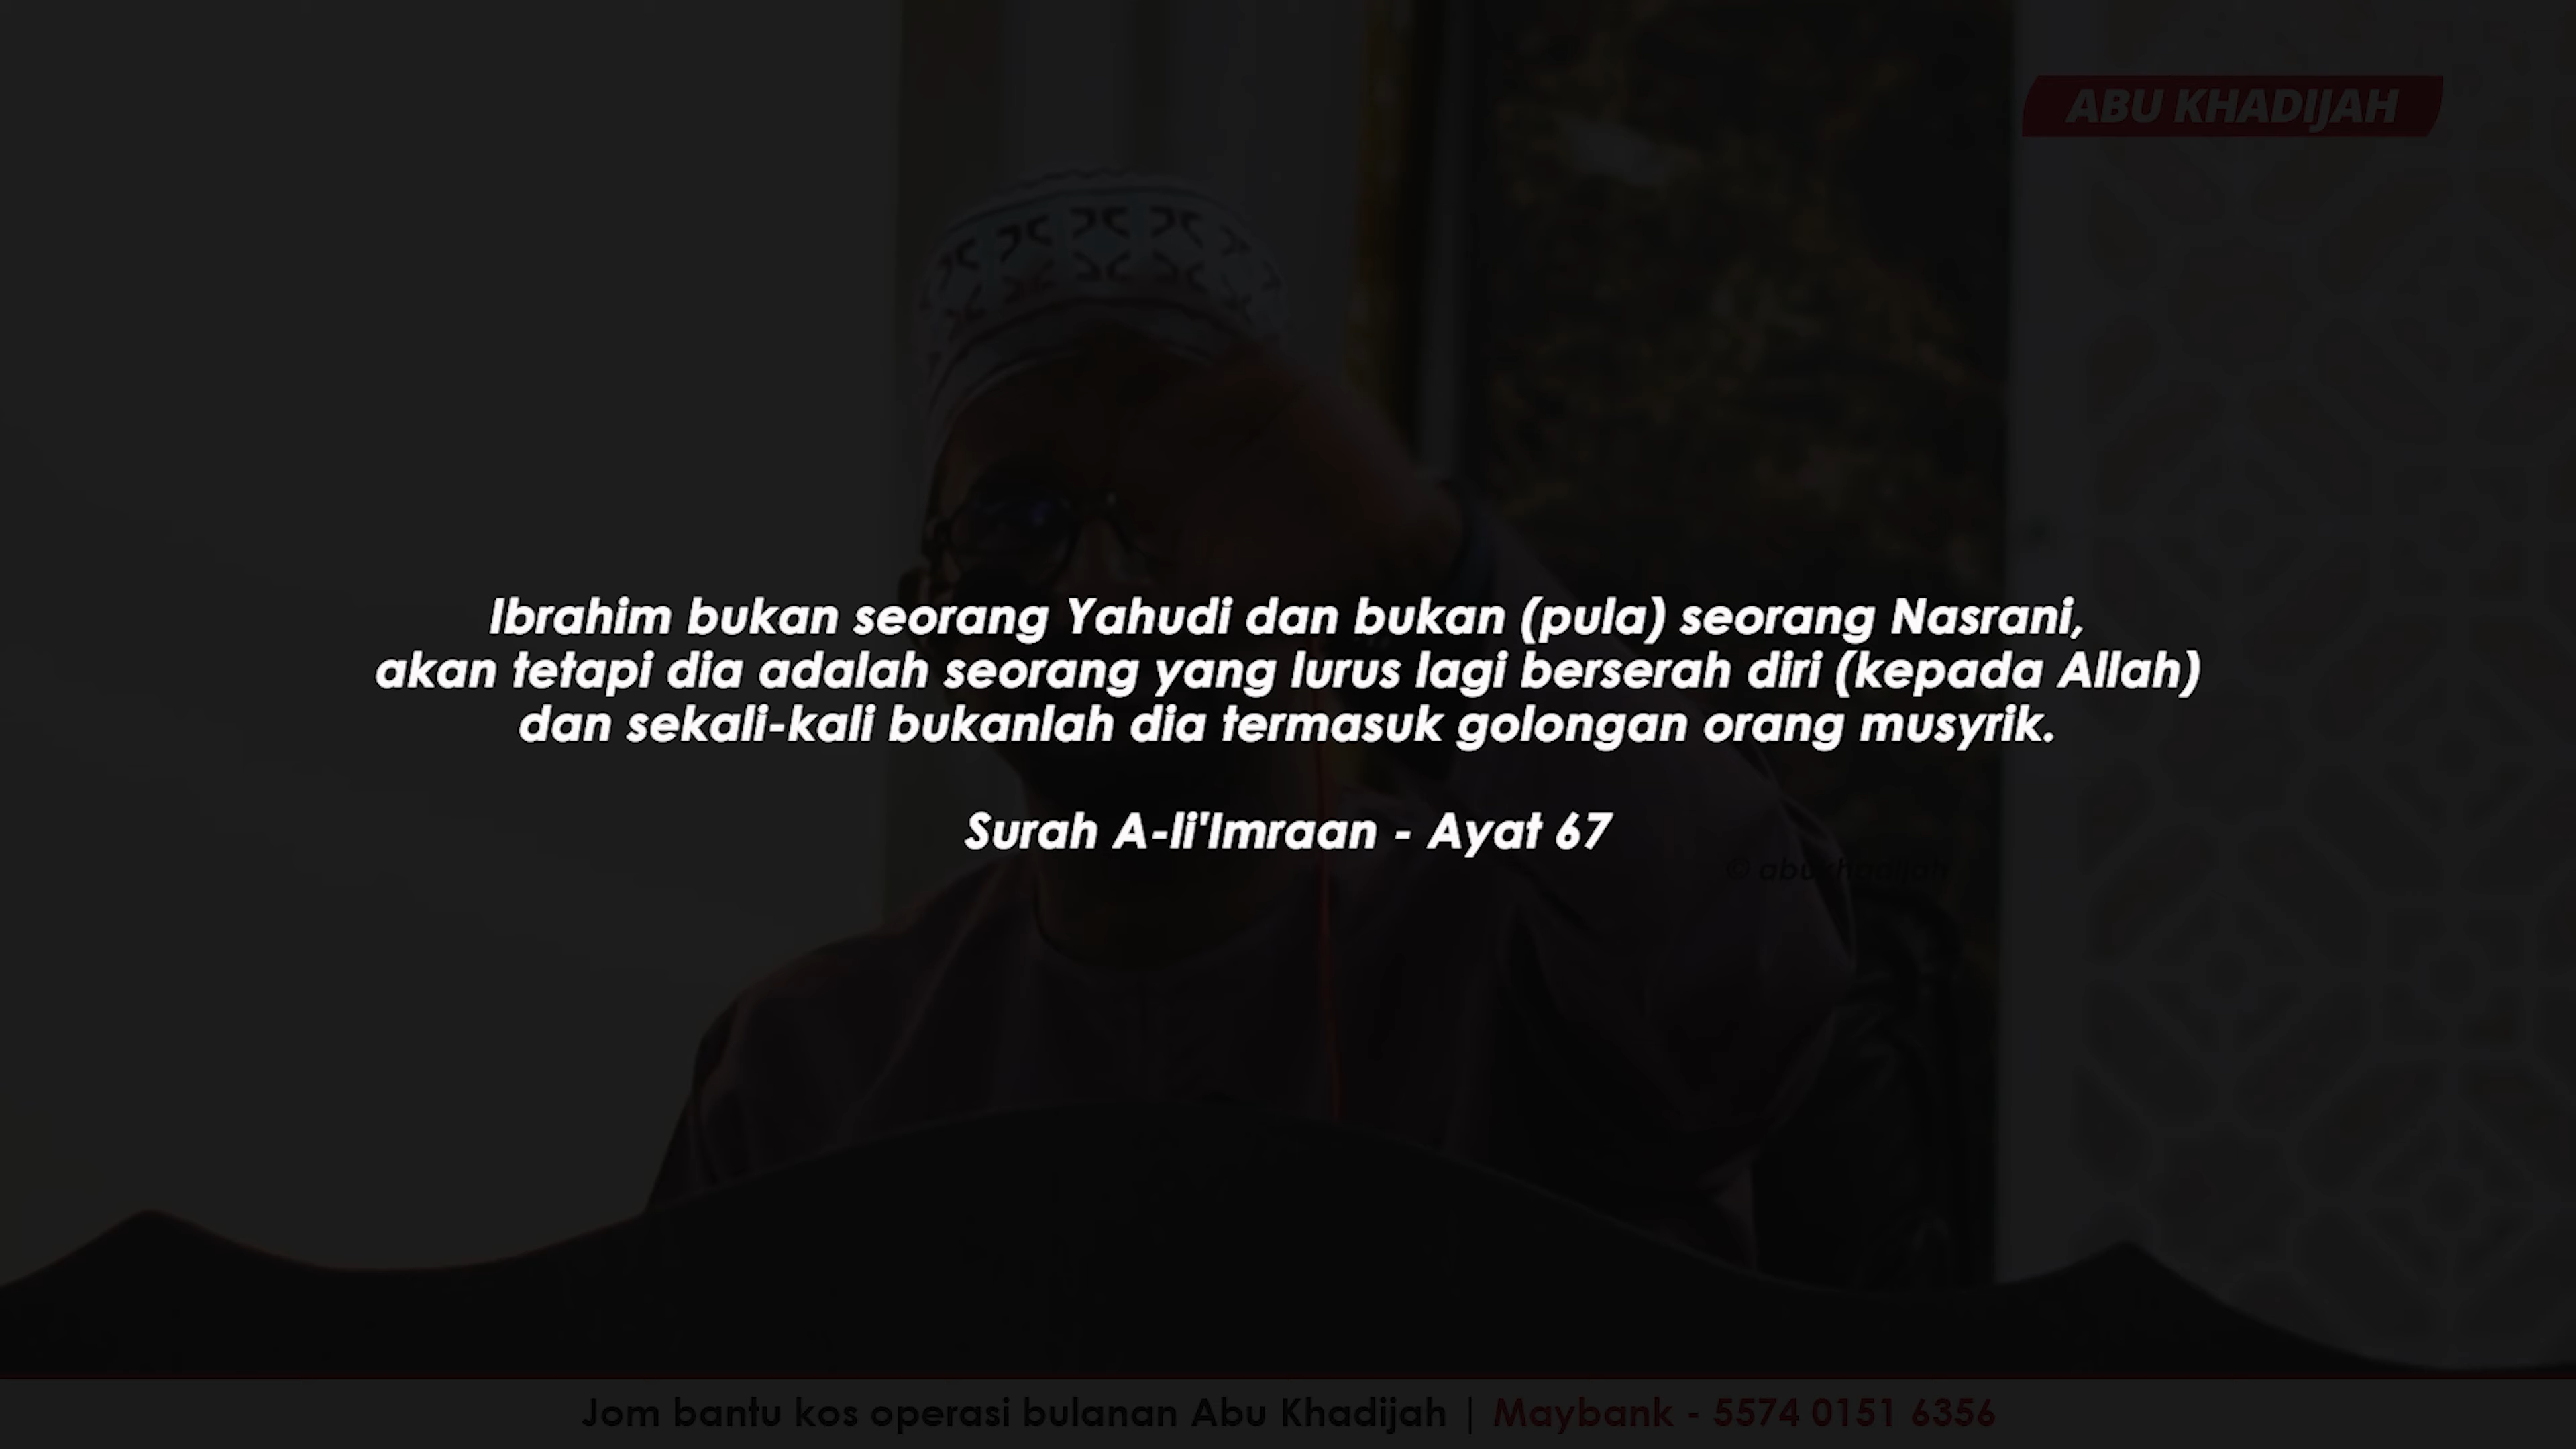 ABU KHADIJAH
Ibrahim bukan seorang Yahudi dan bukan (pula) seorang Nasrani,
akan tetapi dia adalah seorang yang lurus lagi berserah diri (kepada Allah)
dan sekali-kali bukanlah dia termasuk golongan orang musyrik.
Surah A-li'Imraan - Ayat 67
© abukhadijah
Jom bantu kos operasi bulanan Abu Khadijah | Maybank - 5574 0151 6356